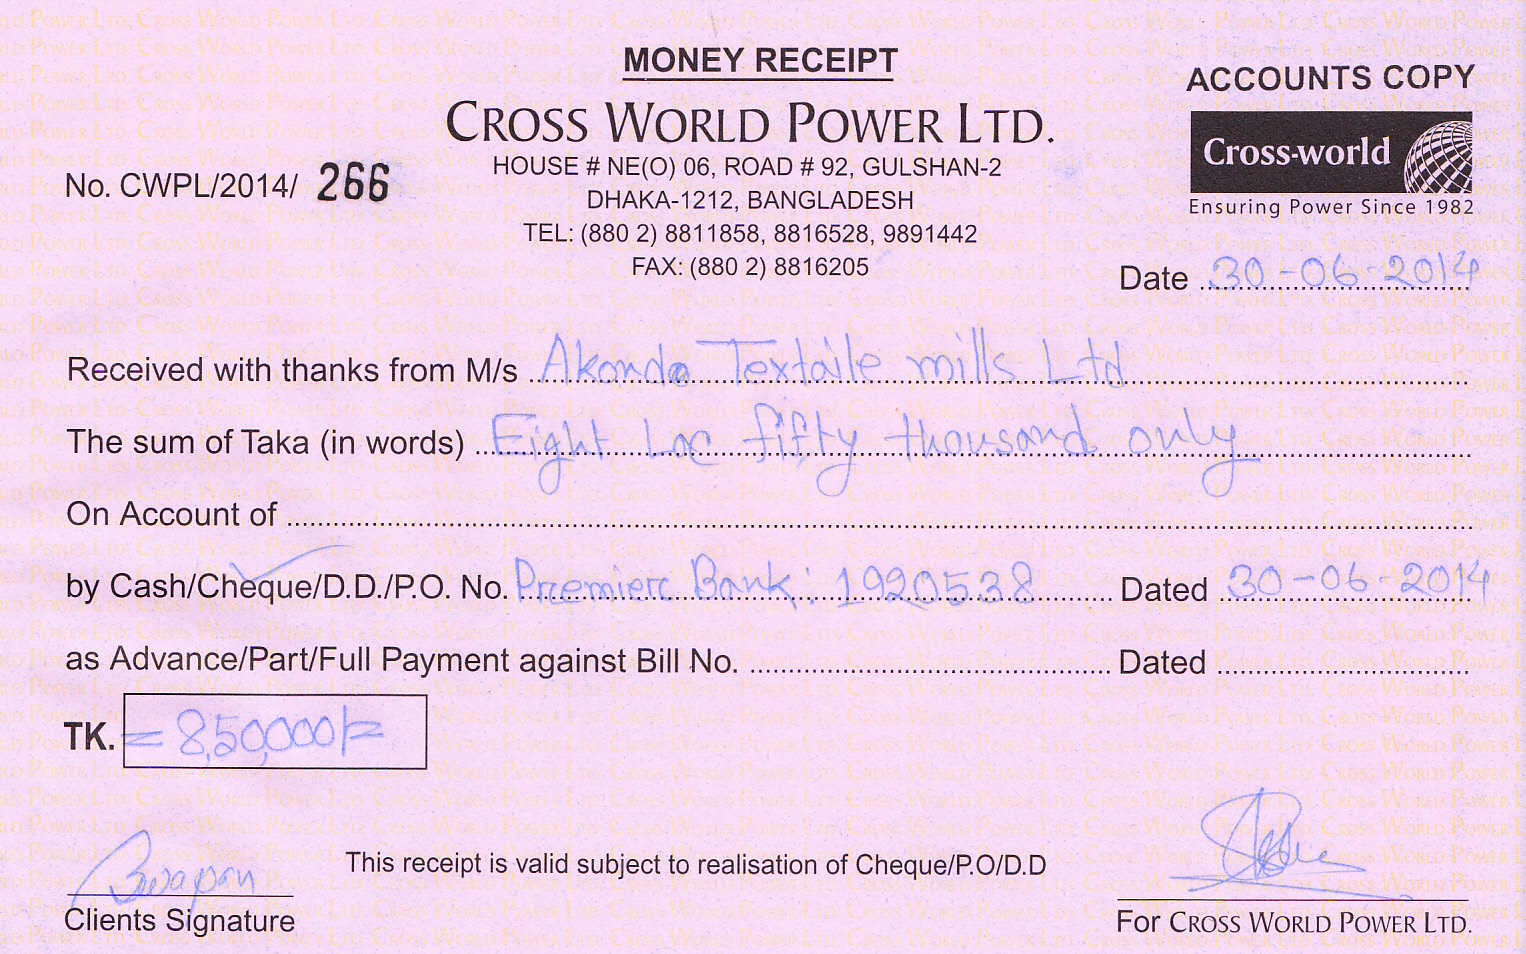 MONEY RECEIPT
ACCOUNTS COPY
CROSS WORLD POWER LTD.
Cross-world
Ensuring Power Since 1982
HOUSE # NE(O) 06, ROAD # 92, GULSHAN-2
DHAKA-1212, BANGLADESH
TEL: (880 2) 8811858, 8816528, 9891442
FAX: (880 2) 8816205
No. CWPL/2014/ 266
Date 30-06-2014
Received with thanks from M/s Akonda Textaile mills Ltd
The sum of Taka (in words) Eight Lac fifty thousand only
On Account of
by Cash/Cheque/D.D./P.O. No. Premierc Bank: 1920538 Dated 30-06-2014
as Advance/Part/Full Payment against Bill No. Dated
TK. = 8,50,000/=
Swapan
This receipt is valid subject to realisation of Cheque/P.O/D.D
Clients Signature
For CROSS WORLD POWER LTD.